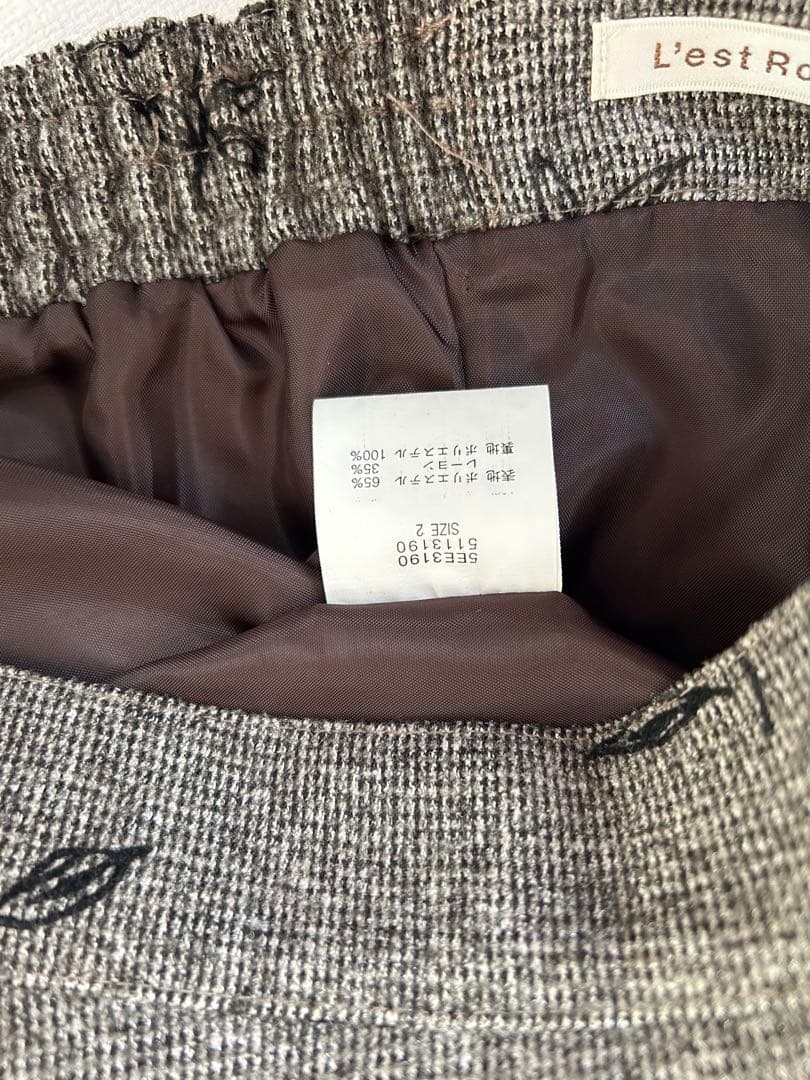 L'est Ro
5EE3190
5113190
SIZE 2
表地 ポリエステル 65%
レーヨン 35%
裏地 ポリエステル 100%